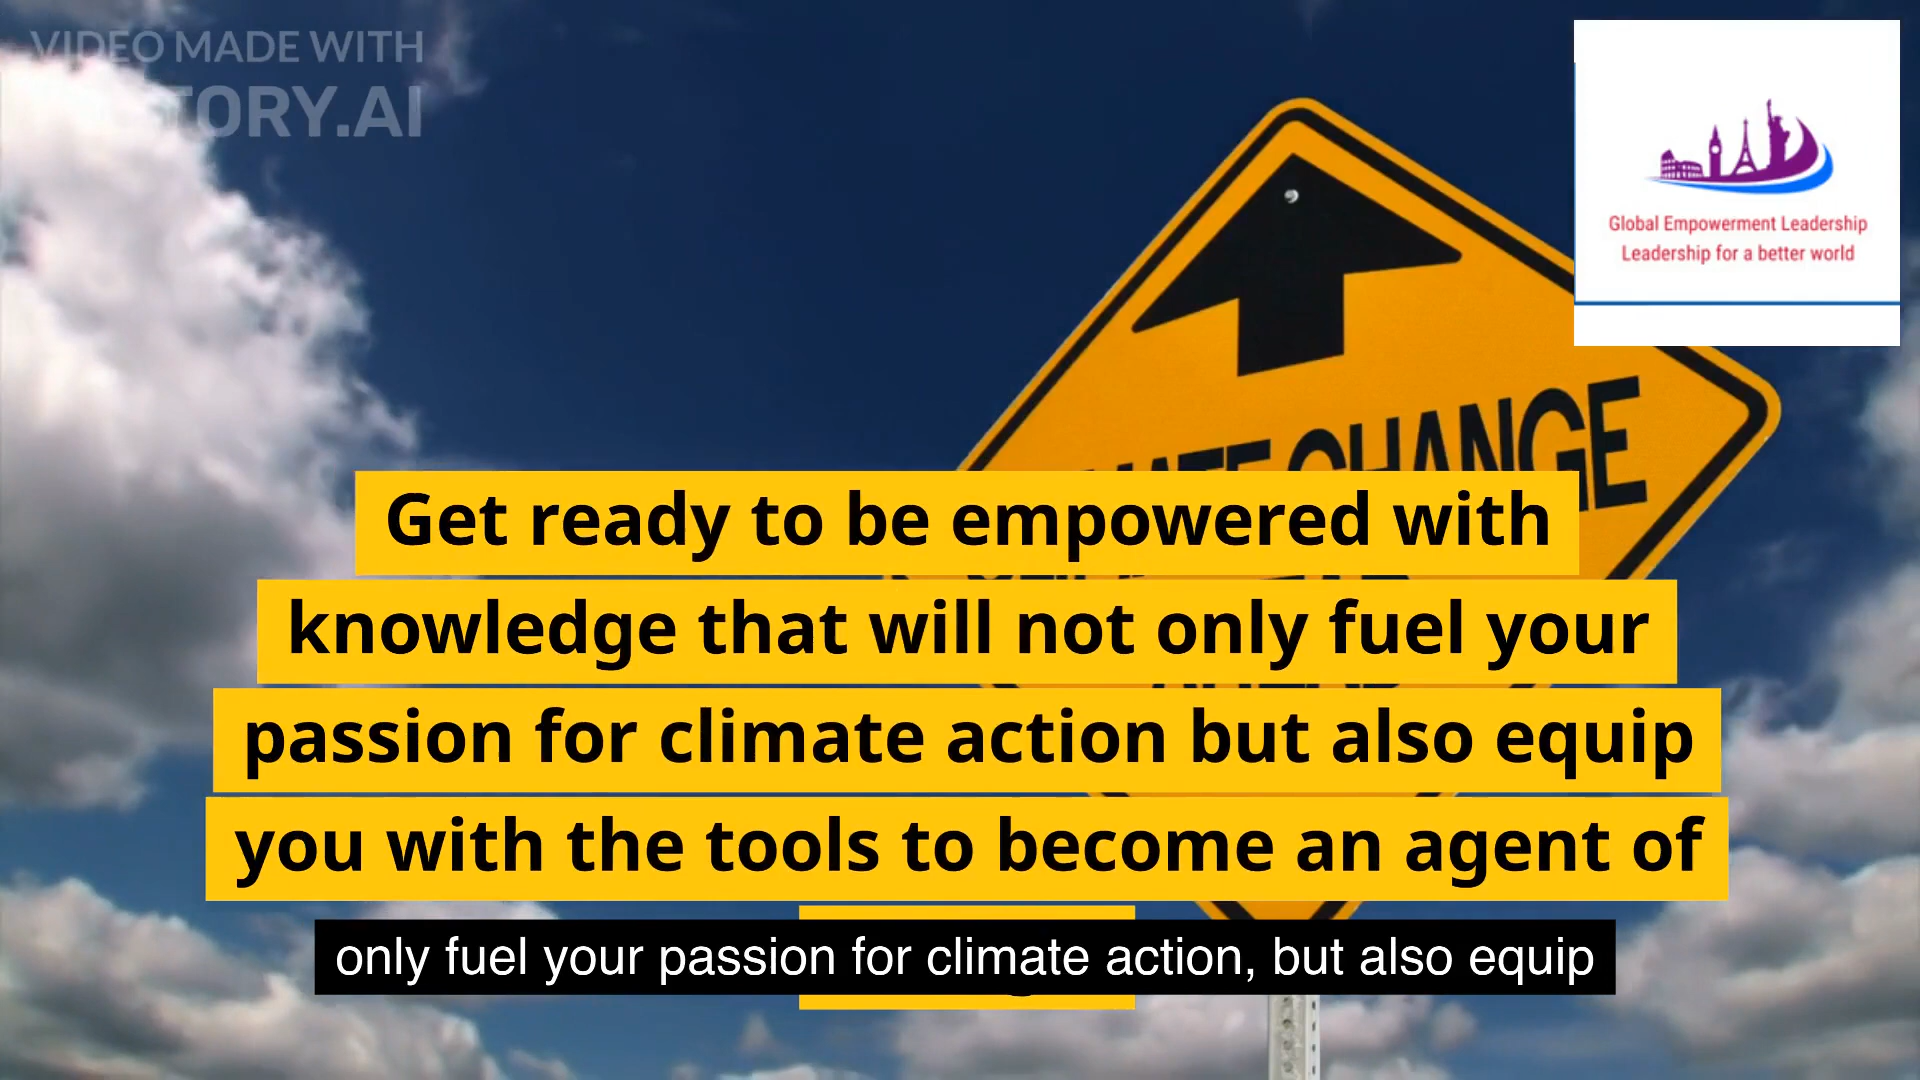 VIDEO MADE WITH
TORY.AI
Global Empowerment Leadership
Leadership for a better world
CHANGE
Get ready to be empowered with
knowledge that will not only fuel your
passion for climate action but also equip
you with the tools to become an agent of
only fuel your passion for climate action, but also equip